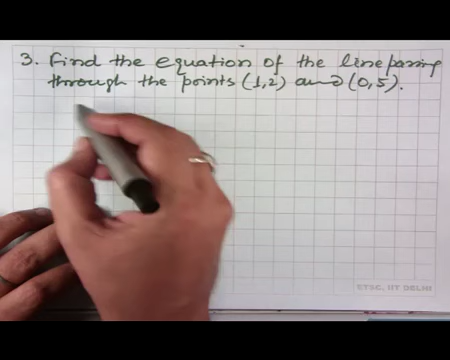 3. Find the equation of the line passing
through the points (1,2) and (0,5).
ETSC, IIT DELHI